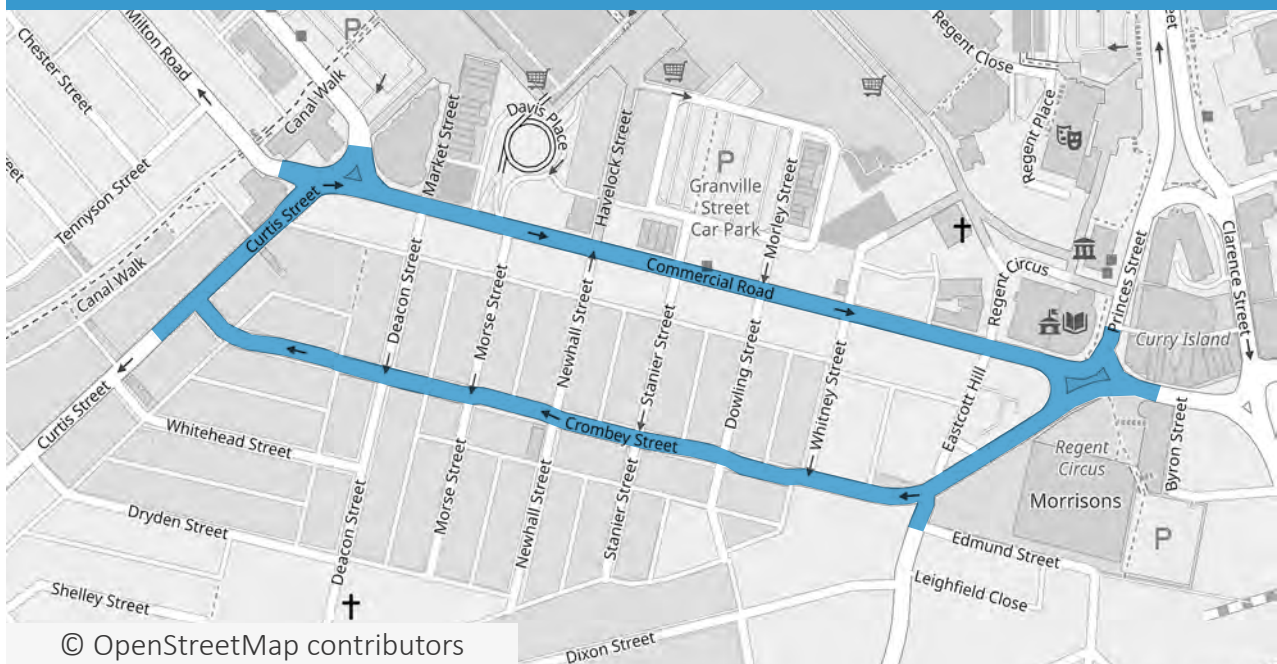 Chester Street
Milton Road
Canal Walk
P
Market Street
Davis Place
Havelock Street
Regent Close
Regent Place
P
Granville
Street
Car Park
Morley Street
Tennyson Street
Canal Walk
Curtis Street
Commercial Road
Regent Circus
Princes Street
Clarence Street
Curry Island
Deacon Street
Morse Street
Newhall Street
Stanier Street
Dowling Street
Whitney Street
Eastcott Hill
Crombey Street
Curtis Street
Whitehead Street
Dryden Street
Shelley Street
Deacon Street
Morse Street
Newhall Street
Stanier Street
Regent
Circus
Morrisons
Byron Street
P
Edmund Street
Leighfield Close
Dixon Street
© OpenStreetMap contributors